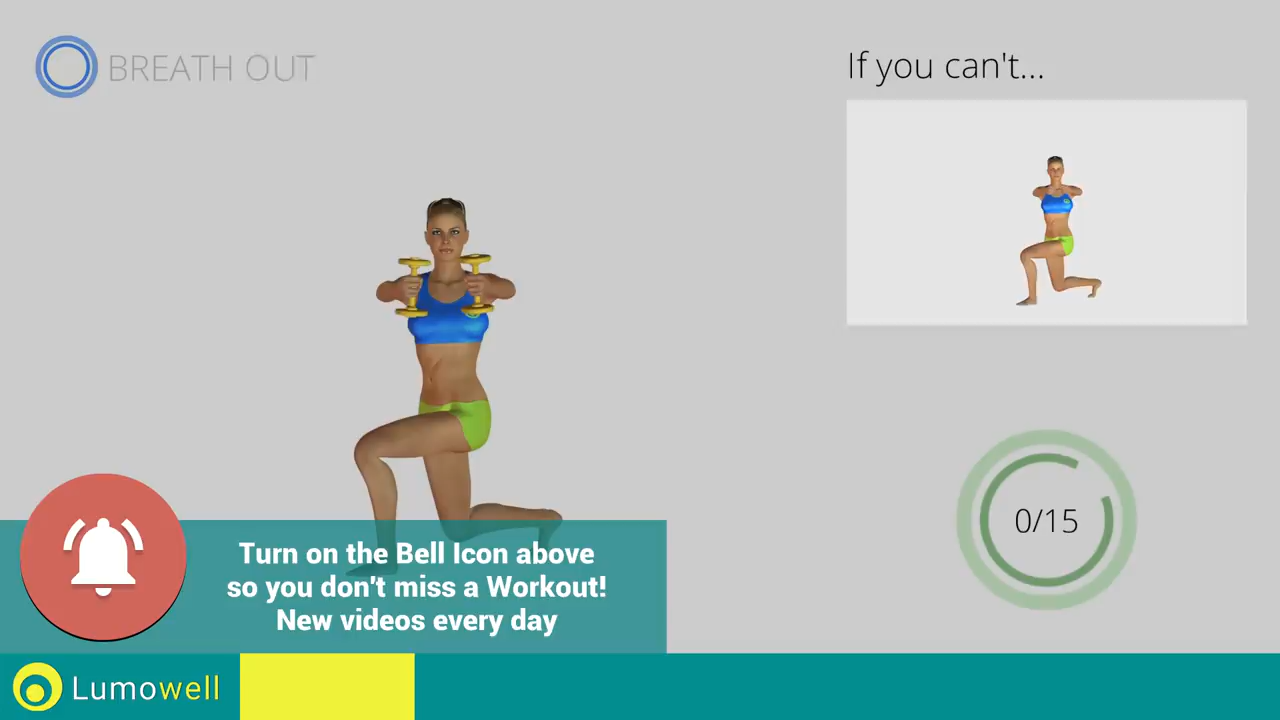 BREATH OUT
If you can't...
0/15
Turn on the Bell Icon above
so you don't miss a Workout!
New videos every day
Lumowell